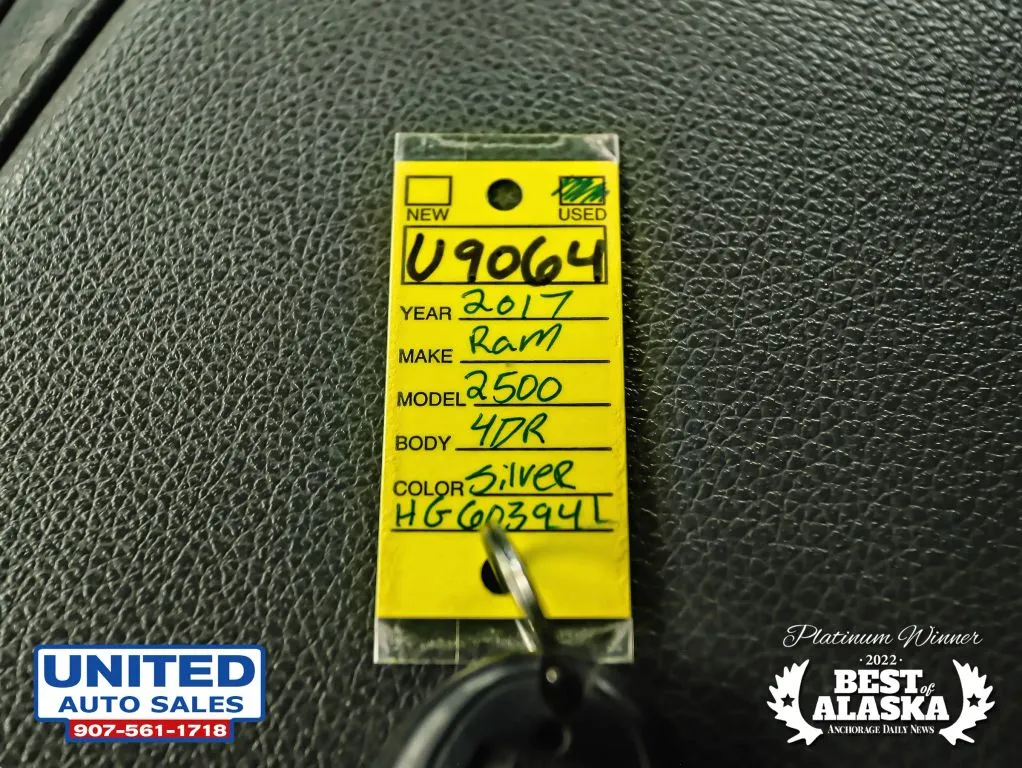 NEW USED
U9064
YEAR 2017
MAKE Ram
MODEL 2500
BODY 4DR
COLOR Silver
HG603941
UNITED
AUTO SALES
907-561-1718
Platinum Winner
·2022·
BEST of
ALASKA
ANCHORAGE DAILY NEWS